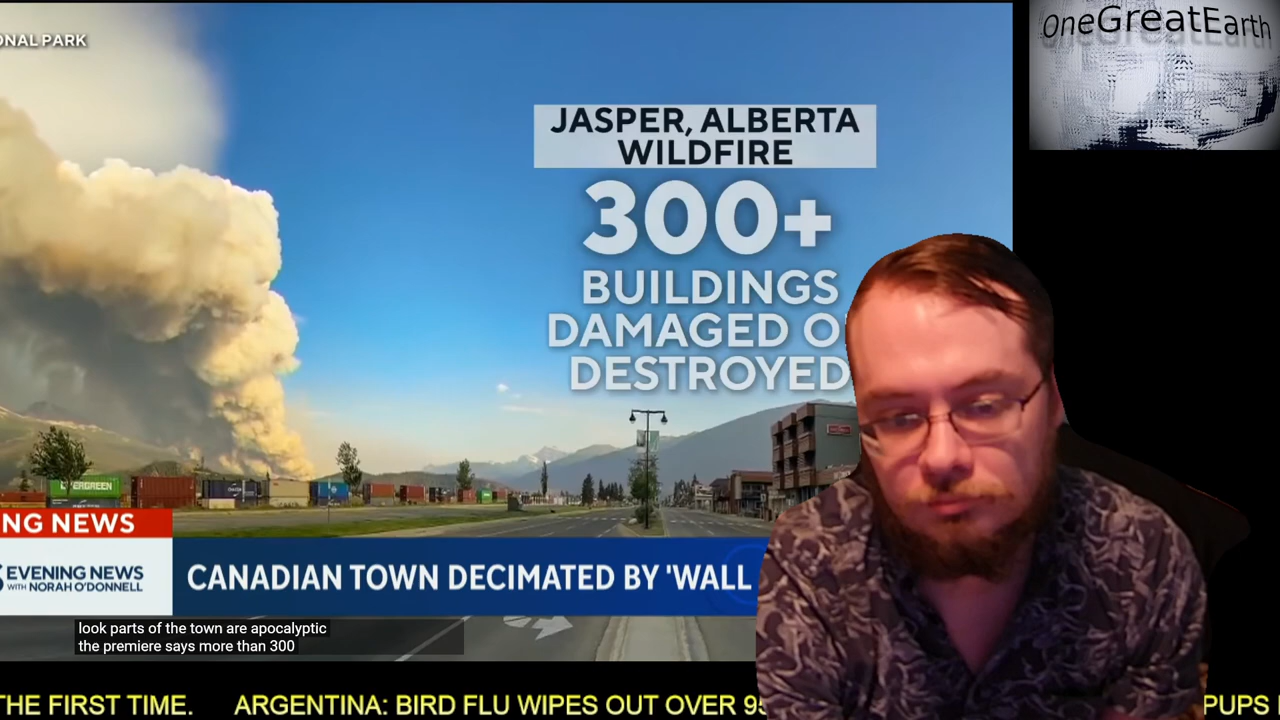 ONAL PARK
OneGreatEarth
JASPER, ALBERTA
WILDFIRE
300+
BUILDINGS
DAMAGED O
DESTROYED
EVERGREEN
NG NEWS
EVENING NEWS
WITH NORAH O'DONNELL
CANADIAN TOWN DECIMATED BY 'WALL
look parts of the town are apocalyptic
the premiere says more than 300
THE FIRST TIME. ARGENTINA: BIRD FLU WIPES OUT OVER 95 PUPS